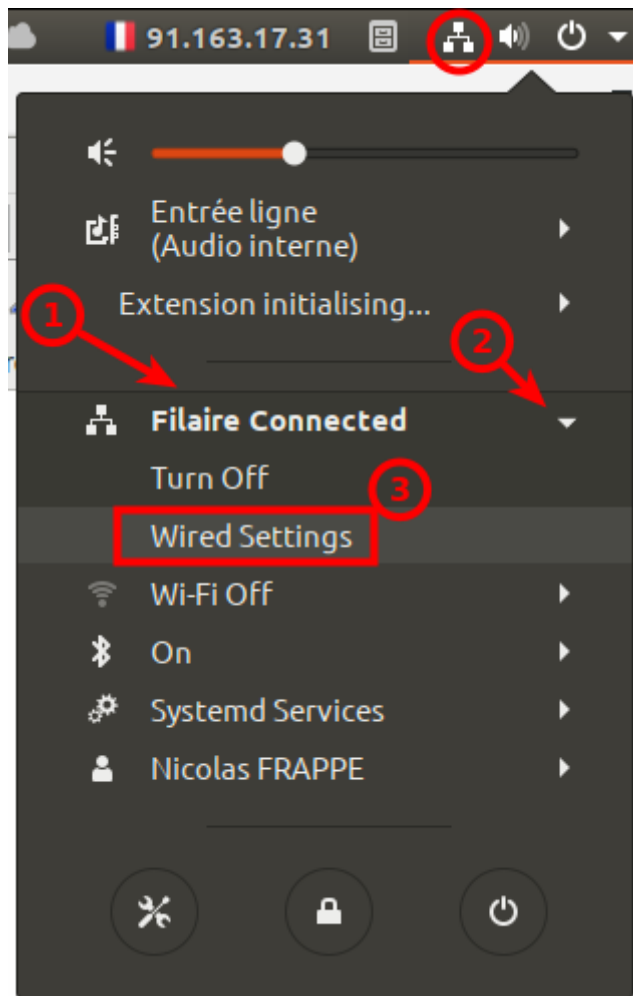 91.163.17.31
Entrée ligne
(Audio interne)
Extension initialising...
1
2
Filaire Connected
Turn Off
3
Wired Settings
Wi-Fi Off
On
Systemd Services
Nicolas FRAPPE